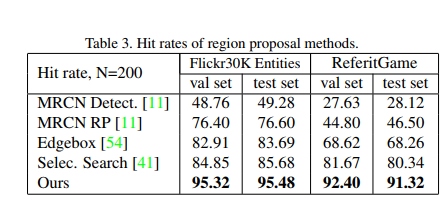 Table 3. Hit rates of region proposal methods.
Hit rate, N=200 Flickr30K Entities ReferitGame
val set test set val set test set
MRCN Detect. [11] 48.76 49.28 27.63 28.12
MRCN RP [11] 76.40 76.60 44.80 46.50
Edgebox [54] 82.91 83.69 68.62 68.26
Selec. Search [41] 84.85 85.68 81.67 80.34
Ours 95.32 95.48 92.40 91.32